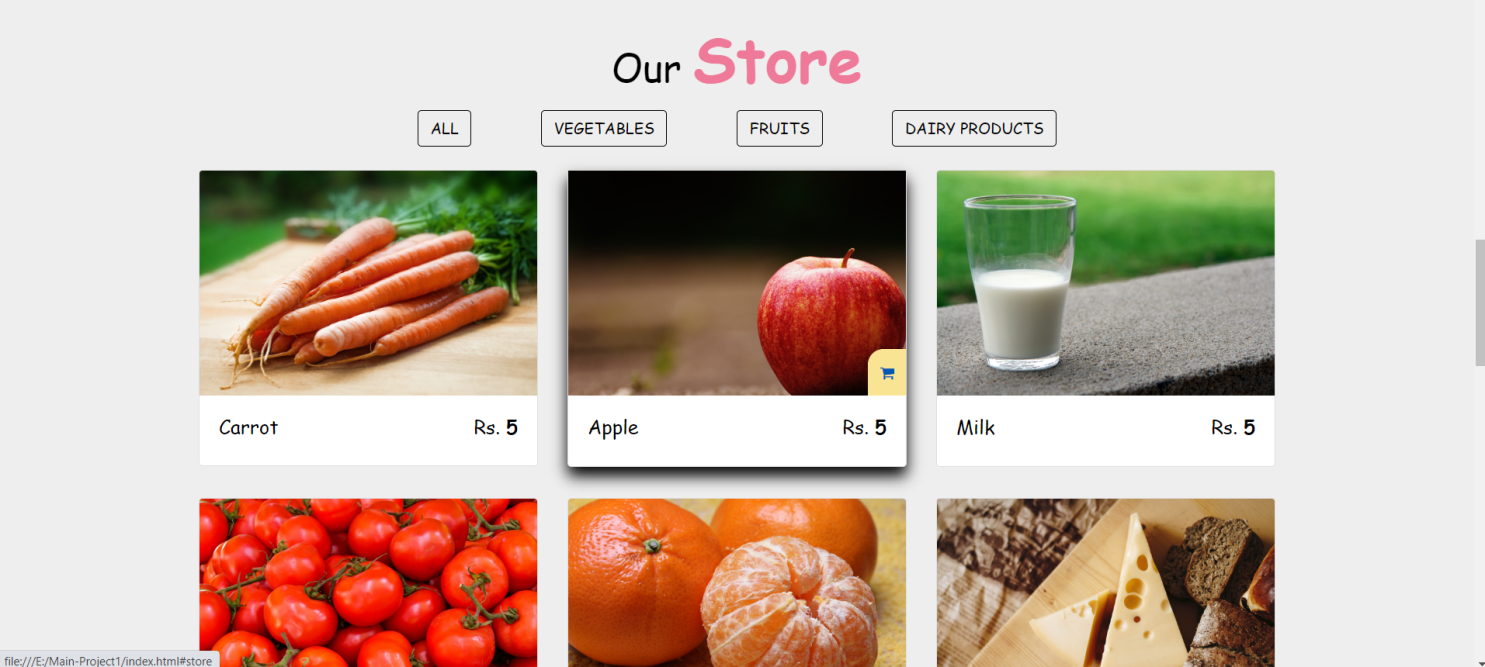 Our Store
ALL VEGETABLES FRUITS DAIRY PRODUCTS
Carrot Rs. 5
Apple Rs. 5
Milk Rs. 5
file:///E:/Main-Project1/index.html#store